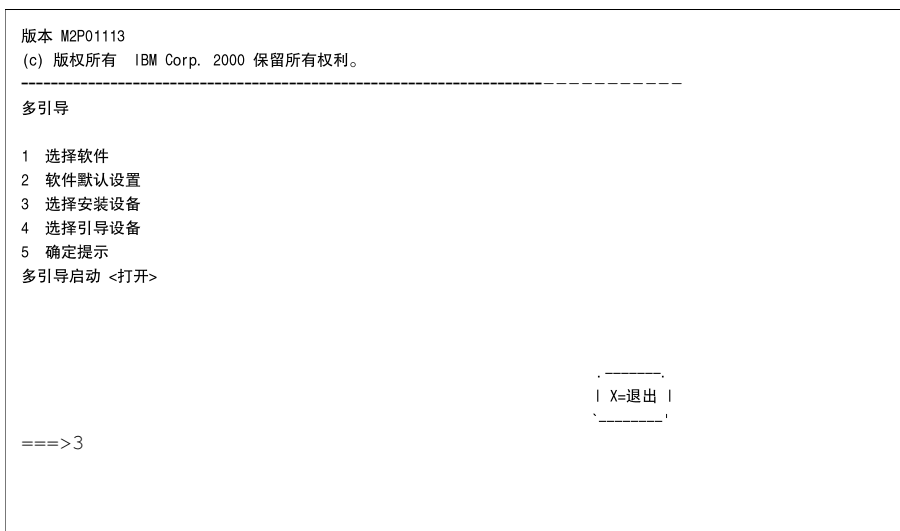 版本 M2P01113
(c) 版权所有 IBM Corp. 2000 保留所有权利。
--------------------------------------------------------------------------------
多引导
1 选择软件
2 软件默认设置
3 选择安装设备
4 选择引导设备
5 确定提示
多引导启动 <打开>
.-------.
| X=退出 |
`--------'
===>3